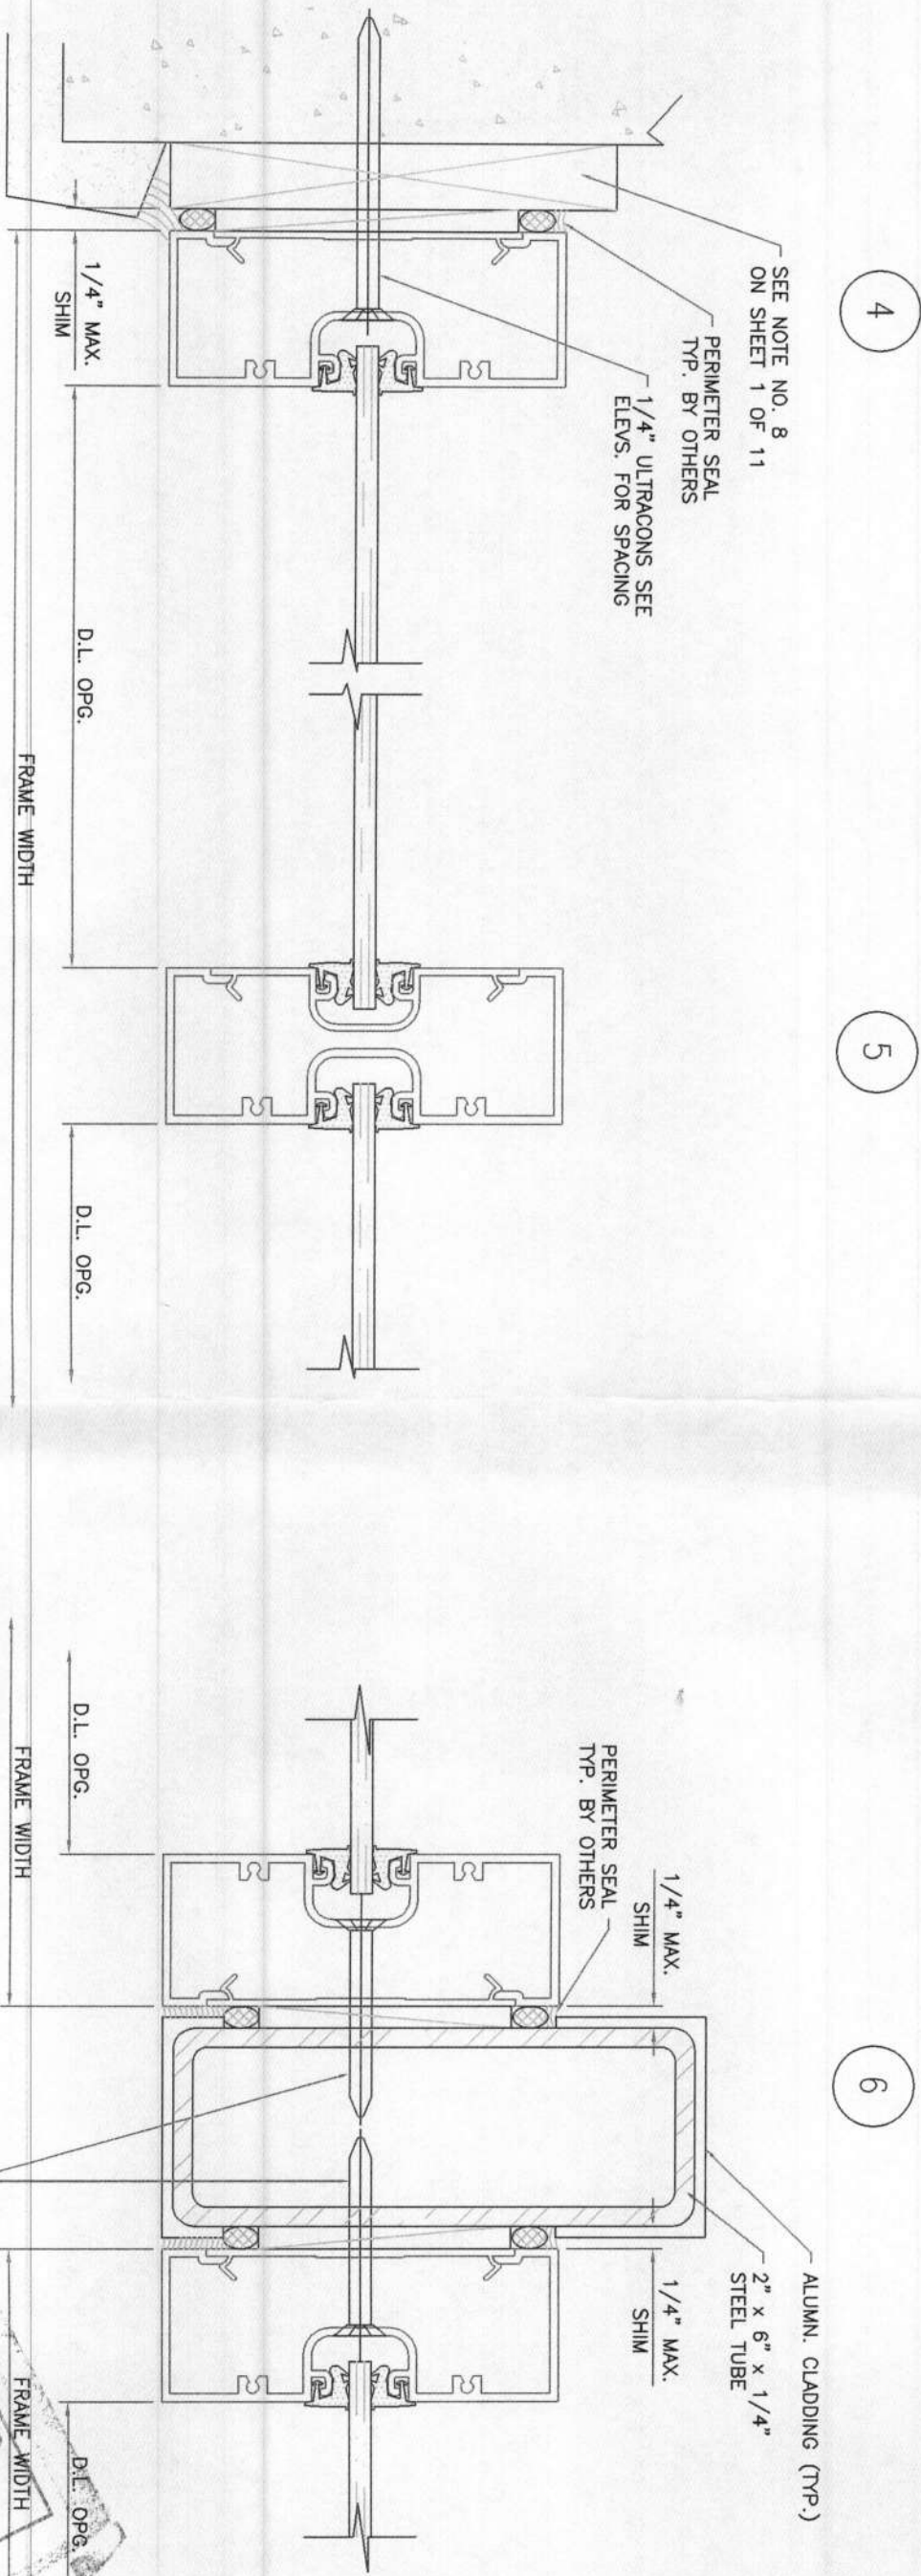 4
SEE NOTE NO. 8
ON SHEET 1 OF 11
PERIMETER SEAL
TYP. BY OTHERS
1/4" ULTRACONS SEE
ELEVS. FOR SPACING
1/4" MAX.
SHIM
D.L. OPG.
FRAME WIDTH
5
D.L. OPG.
6
ALUMN. CLADDING (TYP.)
2" x 6" x 1/4"
STEEL TUBE
1/4" MAX.
SHIM
PERIMETER SEAL
TYP. BY OTHERS
1/4" MAX.
SHIM
D.L. OPG.
FRAME WIDTH
D.L. OPG.
FRAME WIDTH